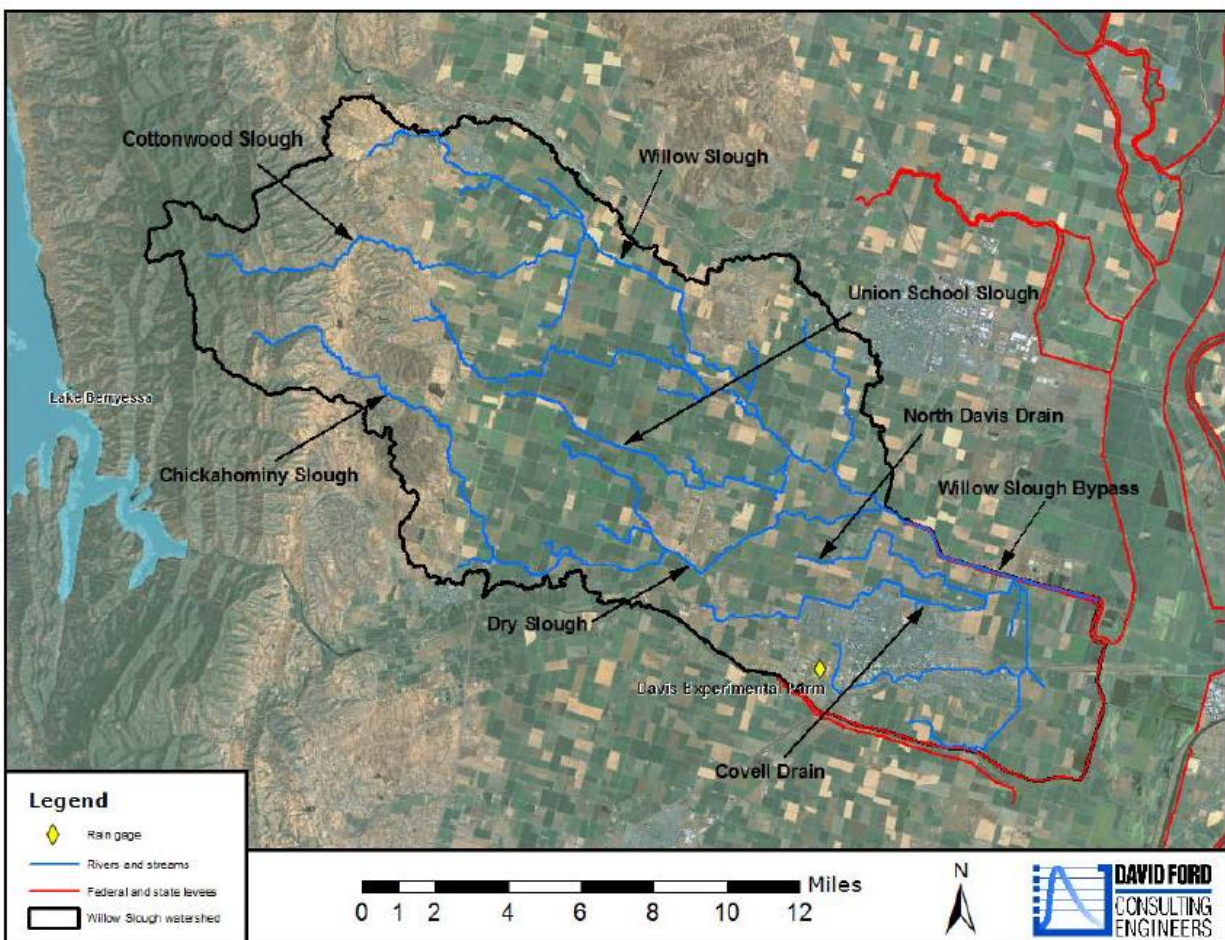 Cottonwood Slough
Willow Slough
Union School Slough
Lake Berryessa
North Davis Drain
Chickahominy Slough
Willow Slough Bypass
Dry Slough
Davis Experimental Farm
Covell Drain
Legend
Rain gage
Rivers and streams
Federal and state levees
Willow Slough watershed
Miles
0 1 2 4 6 8 10 12
N
DAVID FORD
CONSULTING
ENGINEERS